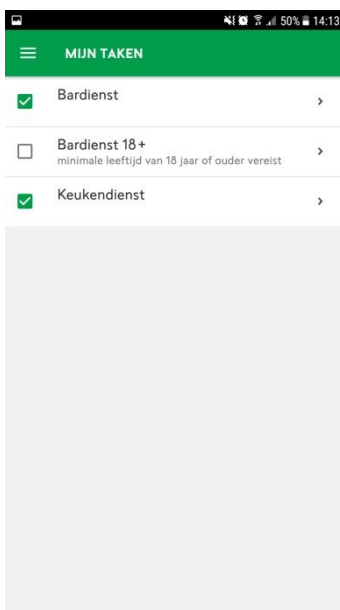 50% 14:13
MIJN TAKEN
Bardienst
Bardienst 18+
minimale leeftijd van 18 jaar of ouder vereist
Keukendienst